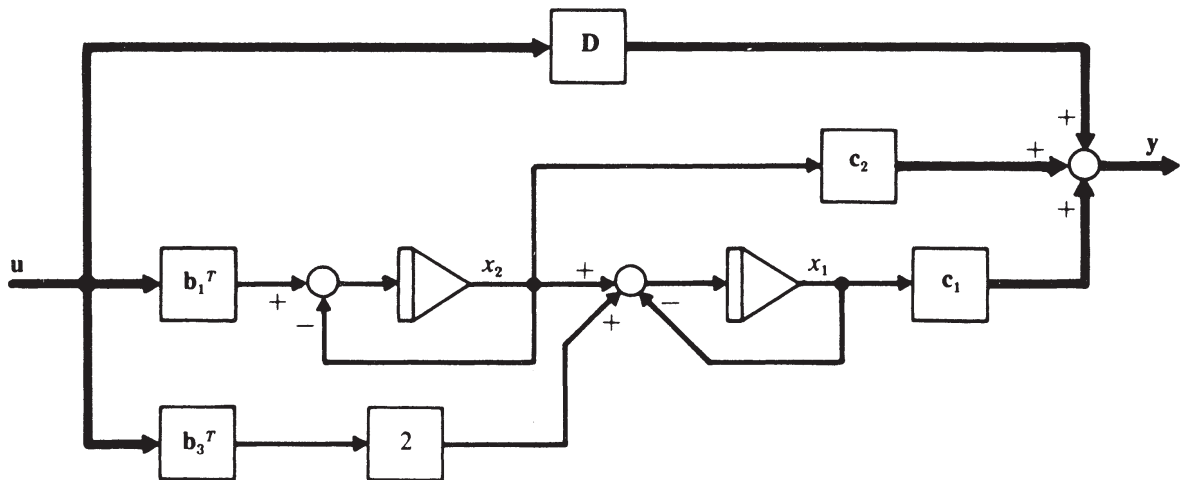 D
+
c₂
+
y
+
u
b₁ᵀ
+
−
x₂
+
−
+
x₁
c₁
b₃ᵀ
2